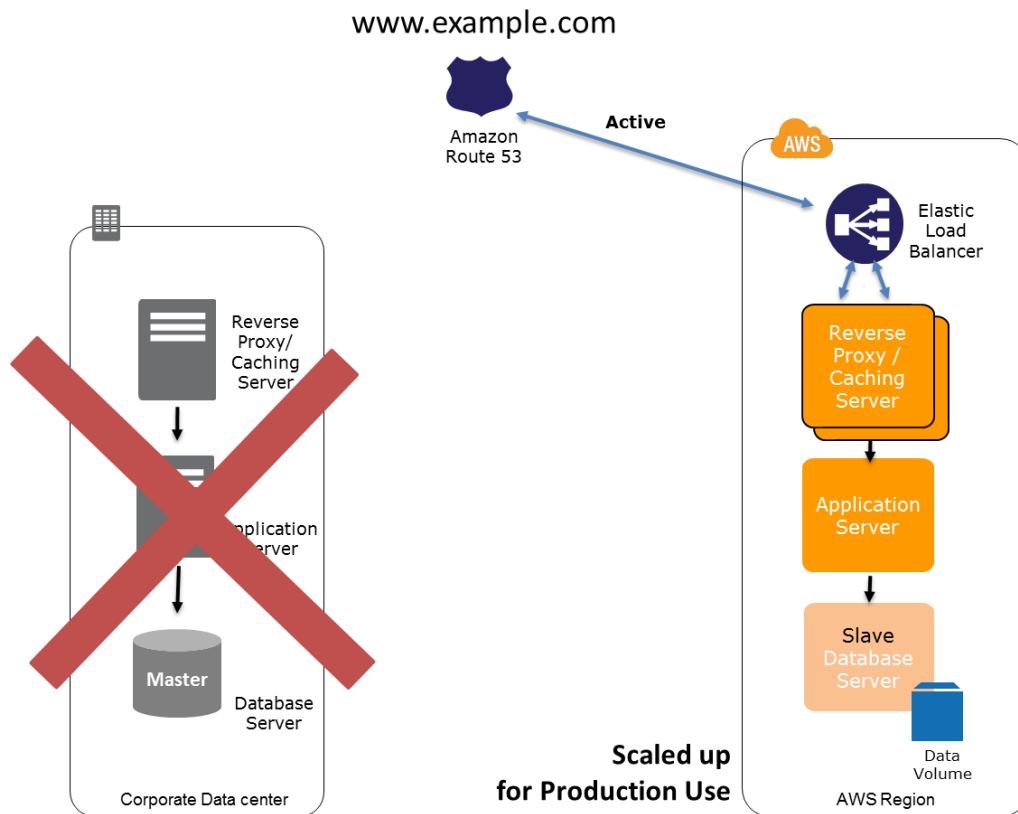 www.example.com
Amazon
Route 53
Active
AWS
Elastic
Load
Balancer
Reverse
Proxy/
Caching
Server
Reverse
Proxy /
Caching
Server
Application
Server
Application
Server
Master
Database
Server
Slave
Database
Server
Data
Volume
Scaled up
for Production Use
Corporate Data center
AWS Region